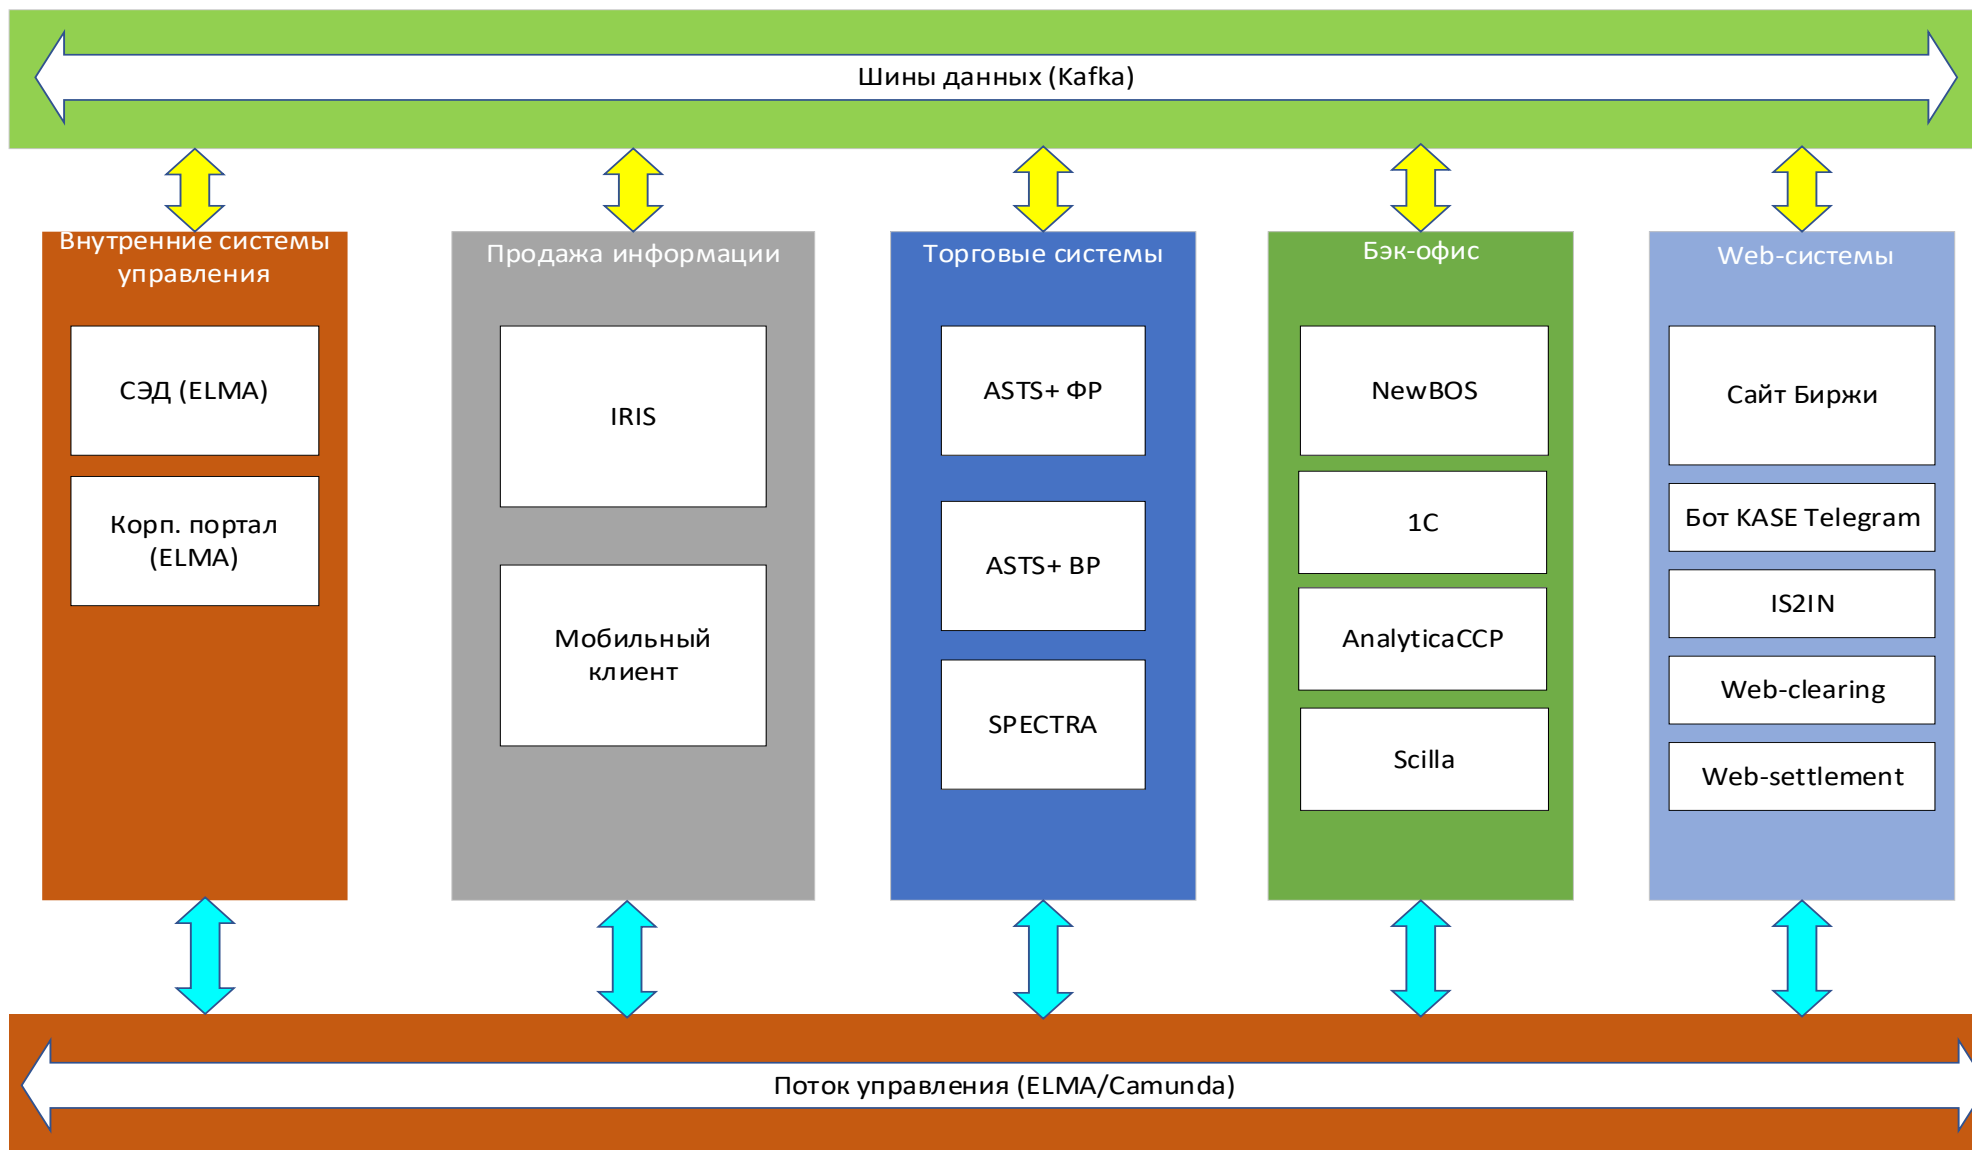 Шины данных (Kafka)
Внутренние системы
управления
СЭД (ELMA)
Корп. портал
(ELMA)
Продажа информации
IRIS
Мобильный
клиент
Торговые системы
ASTS+ ФР
ASTS+ ВР
SPECTRA
Бэк-офис
NewBOS
1С
AnalyticaCCP
Scilla
Web-системы
Сайт Биржи
Бот KASE Telegram
IS2IN
Web-clearing
Web-settlement
Поток управления (ELMA/Camunda)